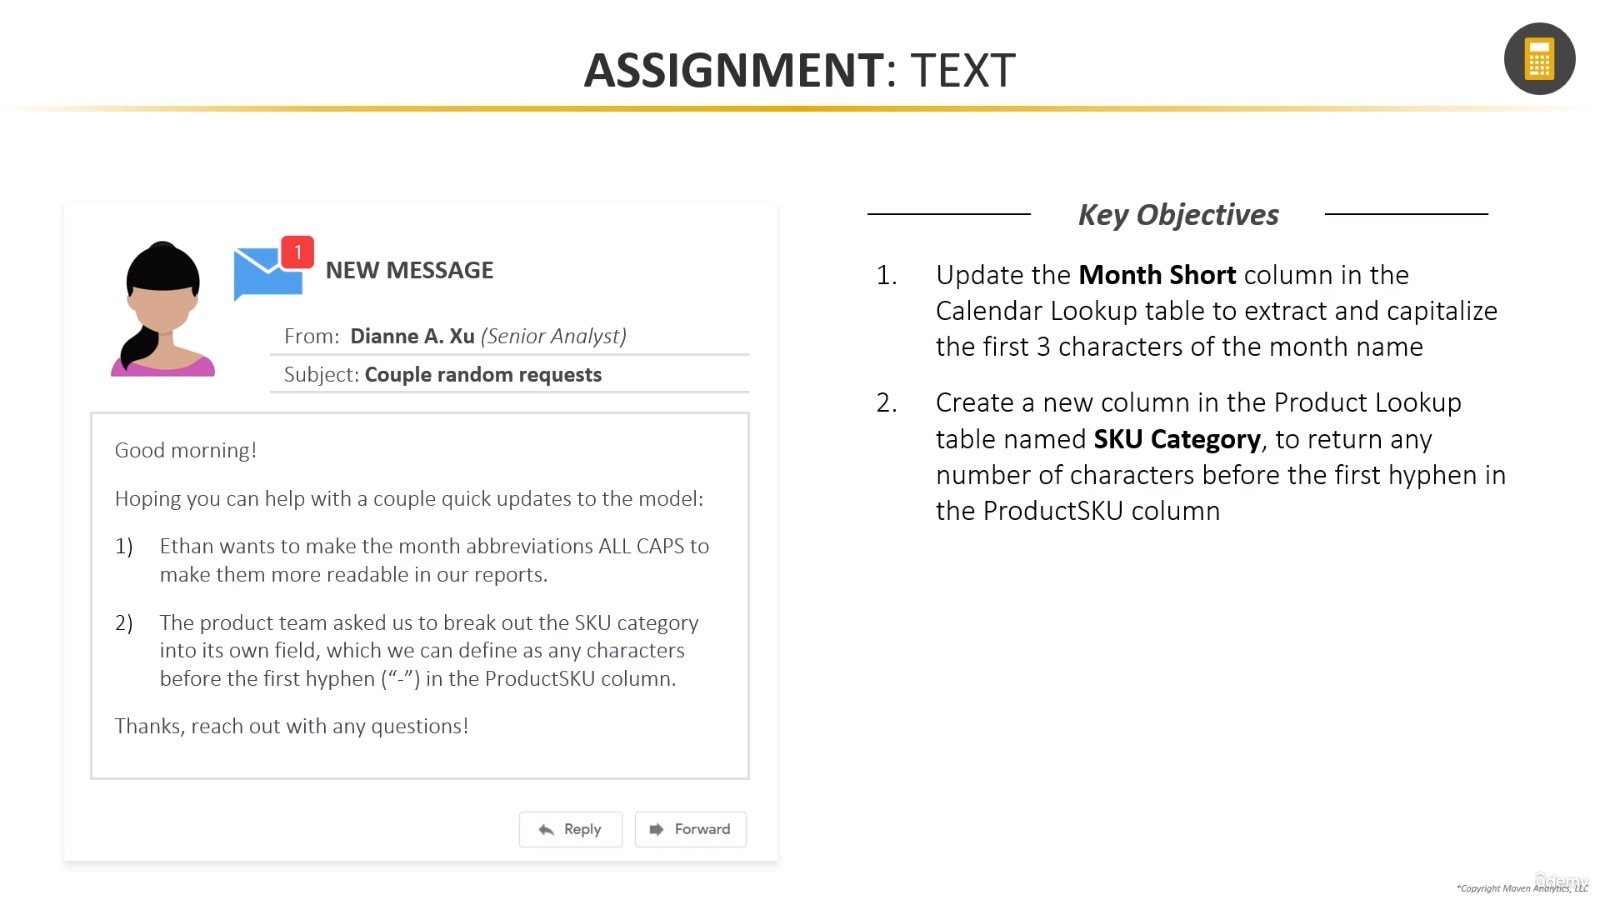 ASSIGNMENT: TEXT
1
NEW MESSAGE
From: Dianne A. Xu (Senior Analyst)
Subject: Couple random requests
Good morning!
Hoping you can help with a couple quick updates to the model:
1) Ethan wants to make the month abbreviations ALL CAPS to
make them more readable in our reports.
2) The product team asked us to break out the SKU category
into its own field, which we can define as any characters
before the first hyphen (“-”) in the ProductSKU column.
Thanks, reach out with any questions!
Reply
Forward
Key Objectives
1. Update the Month Short column in the
Calendar Lookup table to extract and capitalize
the first 3 characters of the month name
2. Create a new column in the Product Lookup
table named SKU Category, to return any
number of characters before the first hyphen in
the ProductSKU column
udemy
*Copyright Maven Analytics, LLC